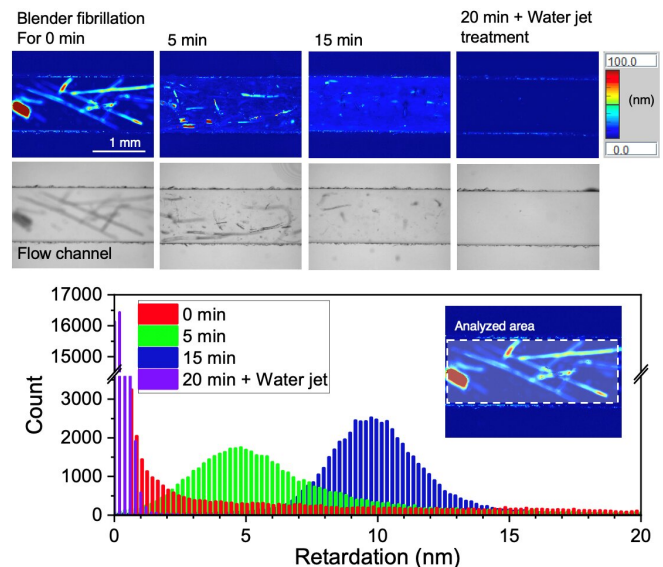 Blender fibrillation
For 0 min
5 min
15 min
20 min + Water jet
treatment
100.0
(nm)
0.0
1 mm
Flow channel
17000
16000
15000
3000
2000
1000
0
Count
0 min
5 min
15 min
20 min + Water jet
Analyzed area
0
5
10
15
20
Retardation (nm)